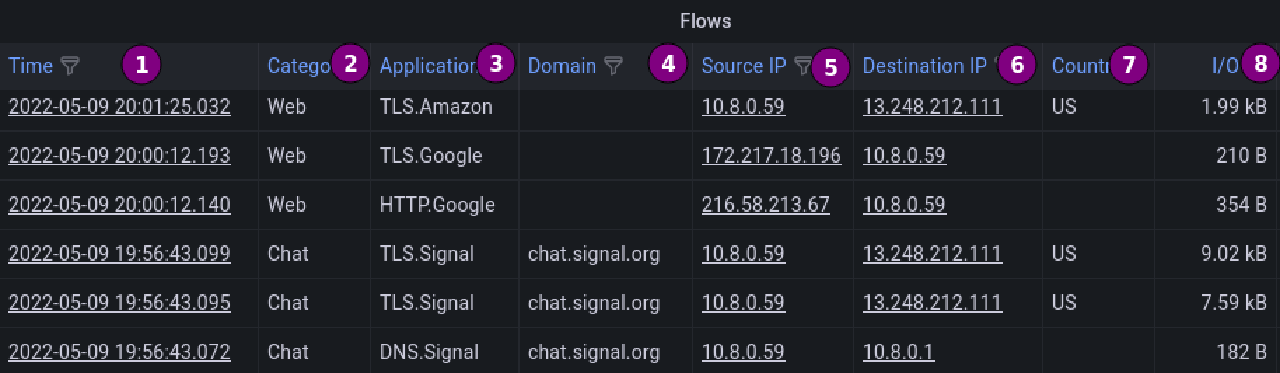 Flows
Time 1 Catego 2 Application 3 Domain 4 Source IP 5 Destination IP 6 Countr 7 I/O 8
2022-05-09 20:01:25.032 Web TLS.Amazon 10.8.0.59 13.248.212.111 US 1.99 kB
2022-05-09 20:00:12.193 Web TLS.Google 172.217.18.196 10.8.0.59 210 B
2022-05-09 20:00:12.140 Web HTTP.Google 216.58.213.67 10.8.0.59 354 B
2022-05-09 19:56:43.099 Chat TLS.Signal chat.signal.org 10.8.0.59 13.248.212.111 US 9.02 kB
2022-05-09 19:56:43.095 Chat TLS.Signal chat.signal.org 10.8.0.59 13.248.212.111 US 7.59 kB
2022-05-09 19:56:43.072 Chat DNS.Signal chat.signal.org 10.8.0.59 10.8.0.1 182 B